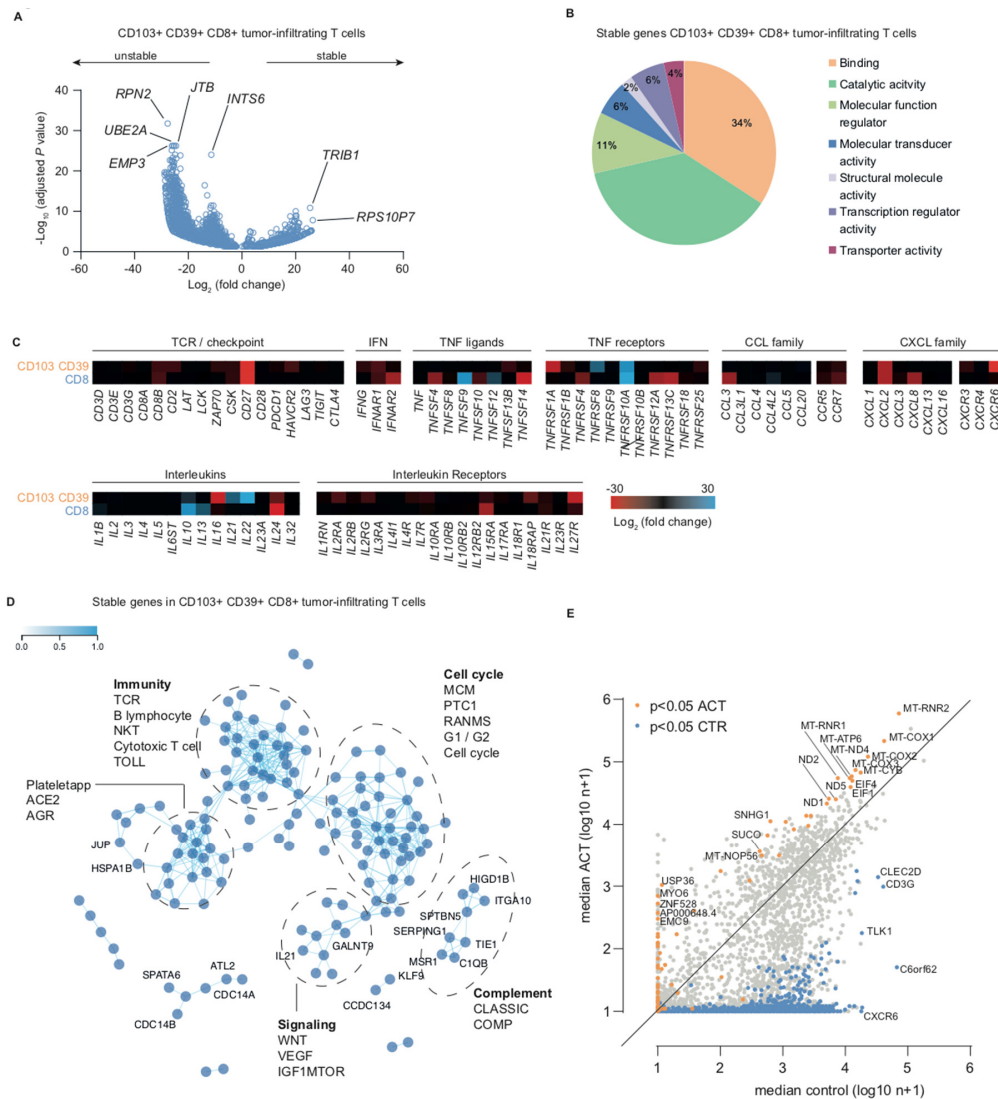 A
CD103+ CD39+ CD8+ tumor-infiltrating T cells
unstable
stable
RPN2
JTB
INTS6
UBE2A
EMP3
TRIB1
RPS10P7
-Log10 (adjusted P value)
40
30
20
10
0
-60
-40
-20
0
20
40
60
Log2 (fold change)
B
Stable genes CD103+ CD39+ CD8+ tumor-infiltrating T cells
4%
6%
2%
6%
11%
34%
Binding
Catalytic acivity
Molecular function
regulator
Molecular transducer
activity
Structural molecule
activity
Transcription regulator
activity
Transporter activity
C
TCR / checkpoint
IFN
TNF ligands
TNF receptors
CCL family
CXCL family
CD103 CD39
CD8
CD3D
CD3E
CD3G
CD8A
CD8B
CD2
LAT
LCK
ZAP70
CSK
CD27
CD28
PDCD1
HAVCR2
LAG3
TIGIT
CTLA4
IFNG
IFNAR1
IFNAR2
TNF
TNFSF4
TNFSF8
TNFSF9
TNFSF10
TNFSF12
TNFSF13B
TNFSF14
TNFRSF1A
TNFRSF1B
TNFRSF4
TNFRSF8
TNFRSF9
TNFRSF10A
TNFRSF10B
TNFRSF12A
TNFRSF13C
TNFRSF18
TNFRSF25
CCL3
CCL3L1
CCL4
CCL4L2
CCL5
CCL20
CCR5
CCR7
CXCL1
CXCL2
CXCL3
CXCL8
CXCL13
CXCL16
CXCR3
CXCR4
CXCR6
Interleukins
Interleukin Receptors
CD103 CD39
CD8
IL1B
IL2
IL3
IL4
IL5
IL6ST
IL10
IL13
IL16
IL21
IL22
IL23A
IL24
IL32
IL1RN
IL2RA
IL2RB
IL2RG
IL3RA
IL4I1
IL4R
IL7R
IL10RA
IL10RB
IL10RB2
IL12RB2
IL15RA
IL17RA
IL18R1
IL18RAP
IL21R
IL23R
IL27R
-30
30
Log2 (fold change)
D
Stable genes in CD103+ CD39+ CD8+ tumor-infiltrating T cells
0.0
0.5
1.0
Immunity
TCR
B lymphocyte
NKT
Cytotoxic T cell
TOLL
Cell cycle
MCM
PTC1
RANMS
G1 / G2
Cell cycle
Plateletapp
ACE2
AGR
JUP
HSPA1B
HIGD1B
ITGA10
SPTBN5
SERPING1
TIE1
GALNT9
IL21
MSR1
C1QB
KLF9
CCDC134
SPATA6
ATL2
CDC14A
CDC14B
Signaling
WNT
VEGF
IGF1MTOR
Complement
CLASSIC
COMP
E
p<0.05 ACT
p<0.05 CTR
MT-RNR2
MT-RNR1
MT-COX1
MT-ATP6
MT-ND4
MT-COX2
MT-COX3
MT-CYB
ND2
ND5
EIF4
EIF1
ND1
SNHG1
SUCO
MT-NOP56
USP36
MYO6
ZNF528
AP000648.4
EMC9
CLEC2D
CD3G
TLK1
C6orf62
CXCR6
median ACT (log10 n+1)
6
5
4
3
2
1
1
2
3
4
5
6
median control (log10 n+1)